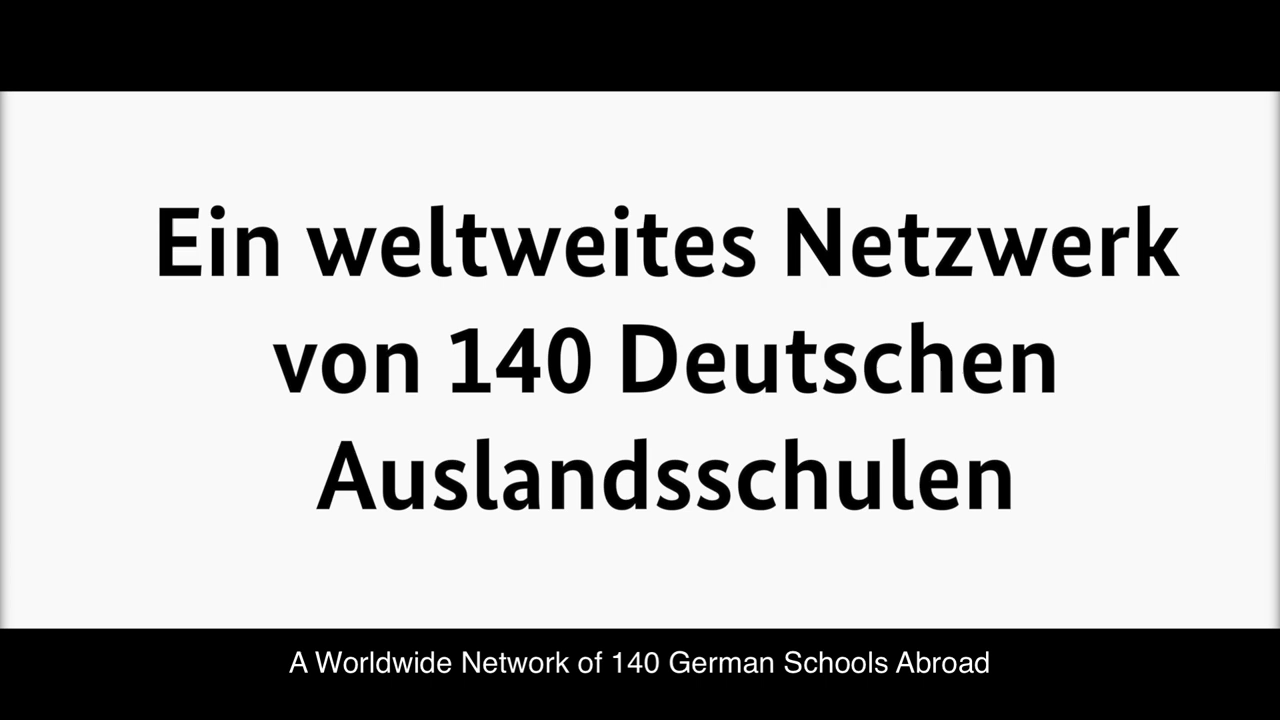 Ein weltweites Netzwerk
von 140 Deutschen
Auslandsschulen
A Worldwide Network of 140 German Schools Abroad